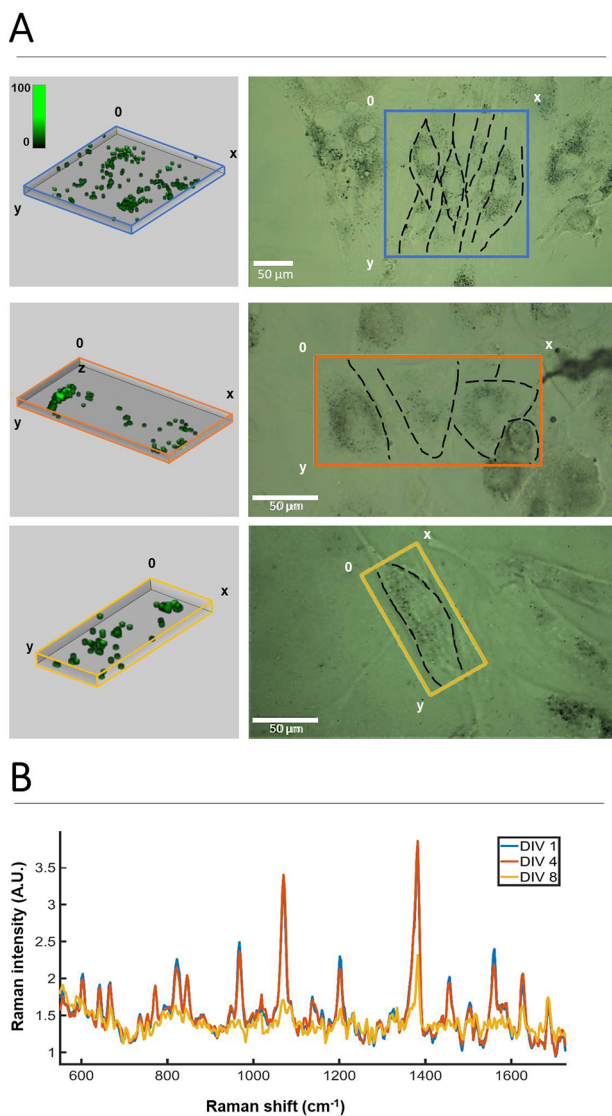 A
100
0
0
x
y
0
x
y
50 µm
0
z
x
y
0
x
y
50 µm
0
x
y
0
x
y
50 µm
B
DIV 1
DIV 4
DIV 8
3.5
3
2.5
2
1.5
1
Raman intensity (A.U.)
600
800
1000
1200
1400
1600
Raman shift (cm-1)